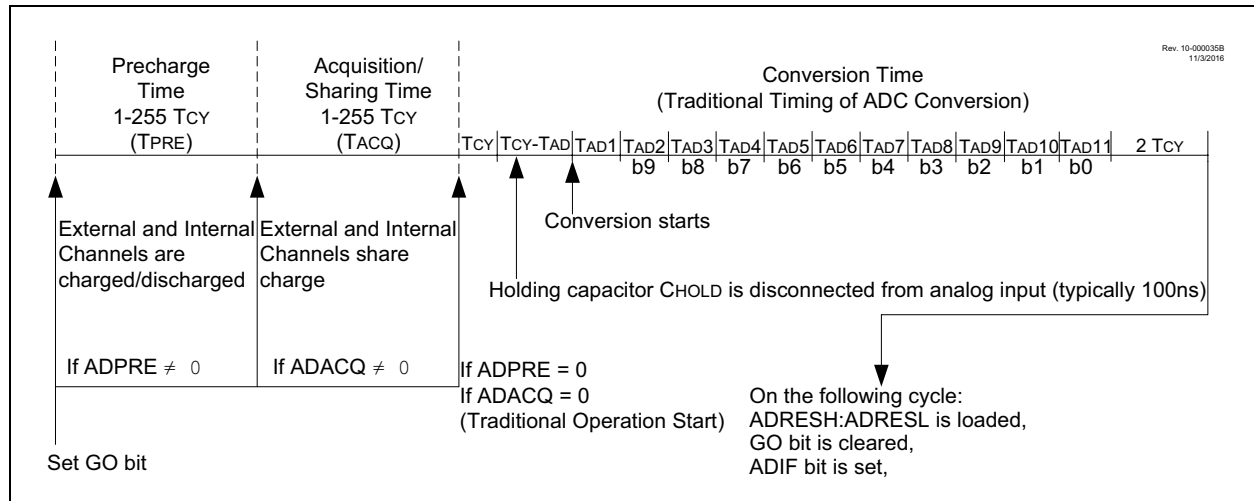 Rev. 10-000035B
11/3/2016
Precharge
Time
1-255 TCY
(TPRE)
Acquisition/
Sharing Time
1-255 TCY
(TACQ)
Conversion Time
(Traditional Timing of ADC Conversion)
TCY TCY-TAD TAD1 TAD2 TAD3 TAD4 TAD5 TAD6 TAD7 TAD8 TAD9 TAD10 TAD11 2 TCY
b9 b8 b7 b6 b5 b4 b3 b2 b1 b0
External and Internal
Channels are
charged/discharged
External and Internal
Channels share
charge
Conversion starts
Holding capacitor CHOLD is disconnected from analog input (typically 100ns)
If ADPRE ≠ 0
If ADACQ ≠ 0
If ADPRE = 0
If ADACQ = 0
(Traditional Operation Start)
On the following cycle:
ADRESH:ADRESL is loaded,
GO bit is cleared,
ADIF bit is set,
Set GO bit